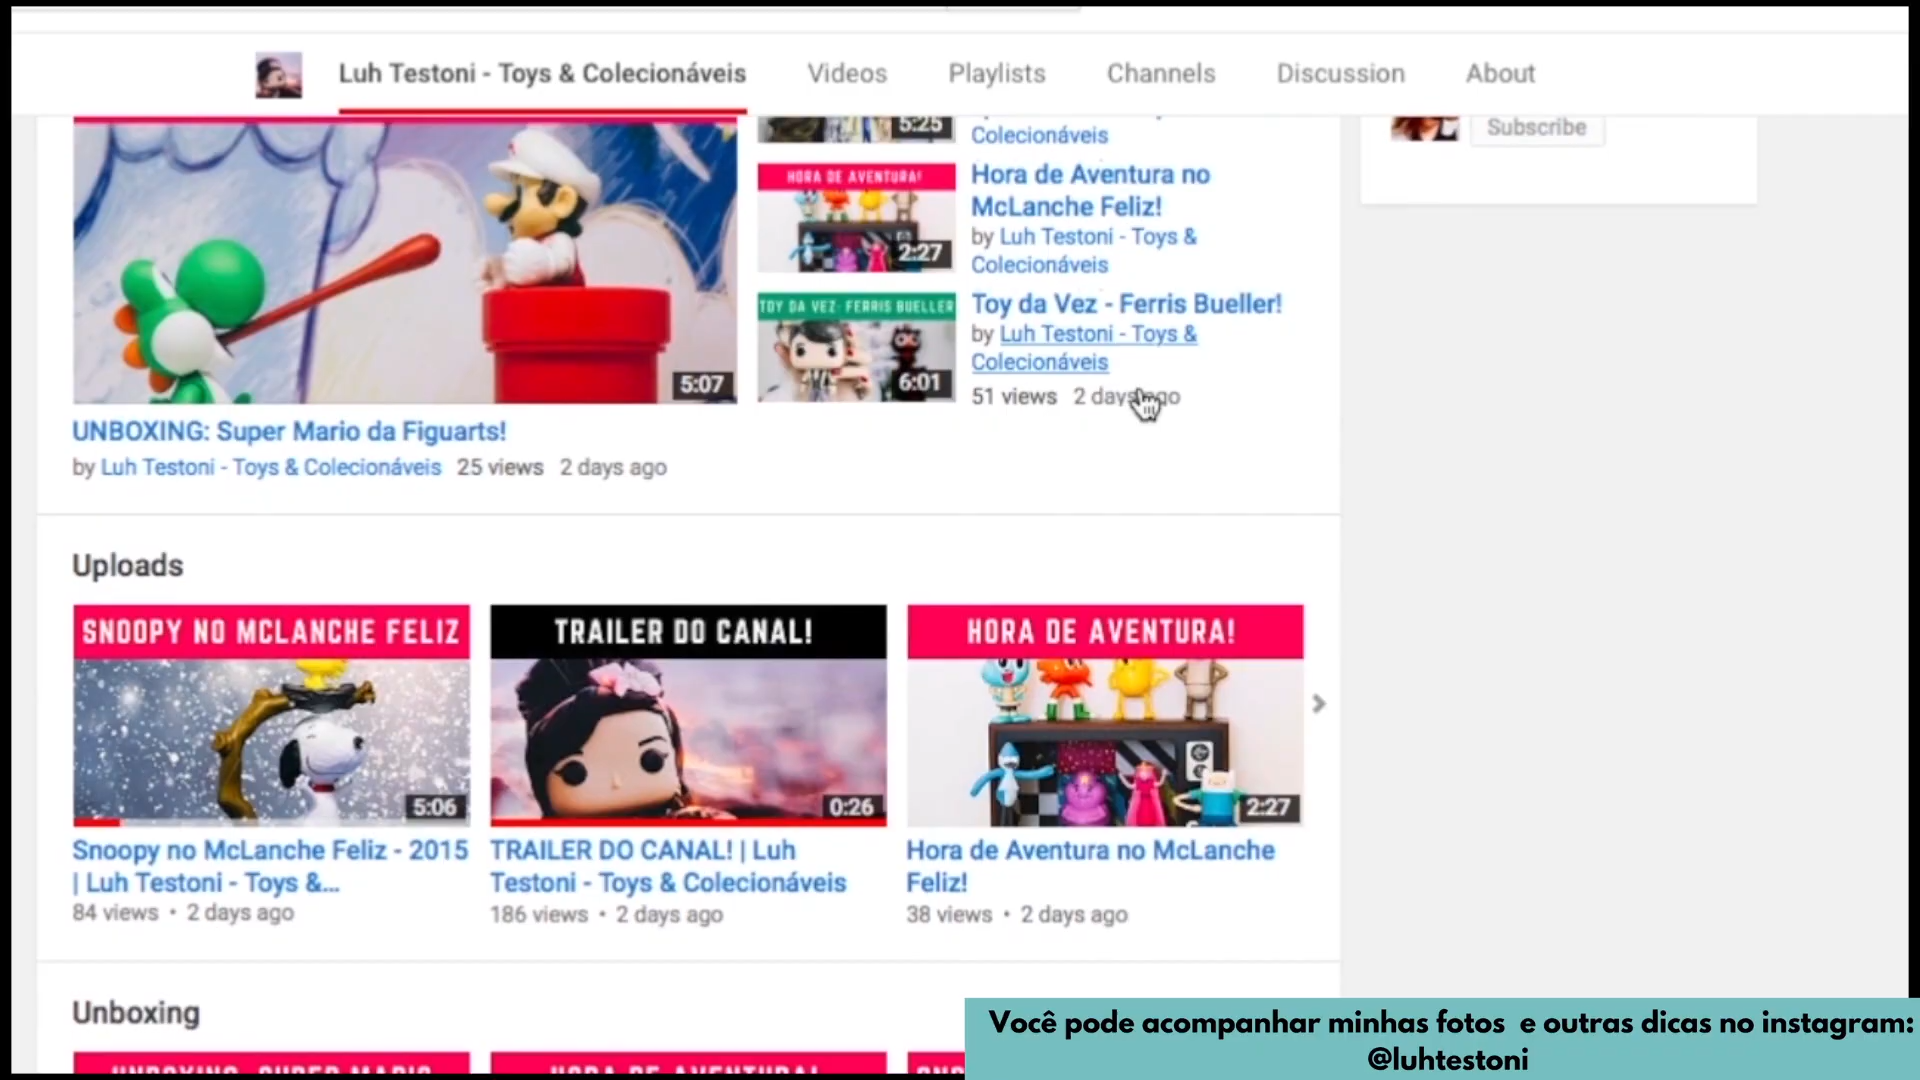 Luh Testoni - Toys & Colecionáveis
Videos
Playlists
Channels
Discussion
About
5:25
Colecionáveis
Subscribe
HORA DE AVENTURA!
2:27
Hora de Aventura no
McLanche Feliz!
by Luh Testoni - Toys &
Colecionáveis
TOY DA VEZ: FERRIS BUELLER
6:01
Toy da Vez - Ferris Bueller!
by Luh Testoni - Toys &
Colecionáveis
51 views 2 days ago
5:07
UNBOXING: Super Mario da Figuarts!
by Luh Testoni - Toys & Colecionáveis 25 views 2 days ago
Uploads
SNOOPY NO MCLANCHE FELIZ
5:06
Snoopy no McLanche Feliz - 2015
| Luh Testoni - Toys &...
84 views • 2 days ago
TRAILER DO CANAL!
0:26
TRAILER DO CANAL! | Luh
Testoni - Toys & Colecionáveis
186 views • 2 days ago
HORA DE AVENTURA!
2:27
Hora de Aventura no McLanche
Feliz!
38 views • 2 days ago
Unboxing
UNBOXING: SUPER MARIO
HORA DE AVENTURA!
Você pode acompanhar minhas fotos e outras dicas no instagram:
@luhtestoni